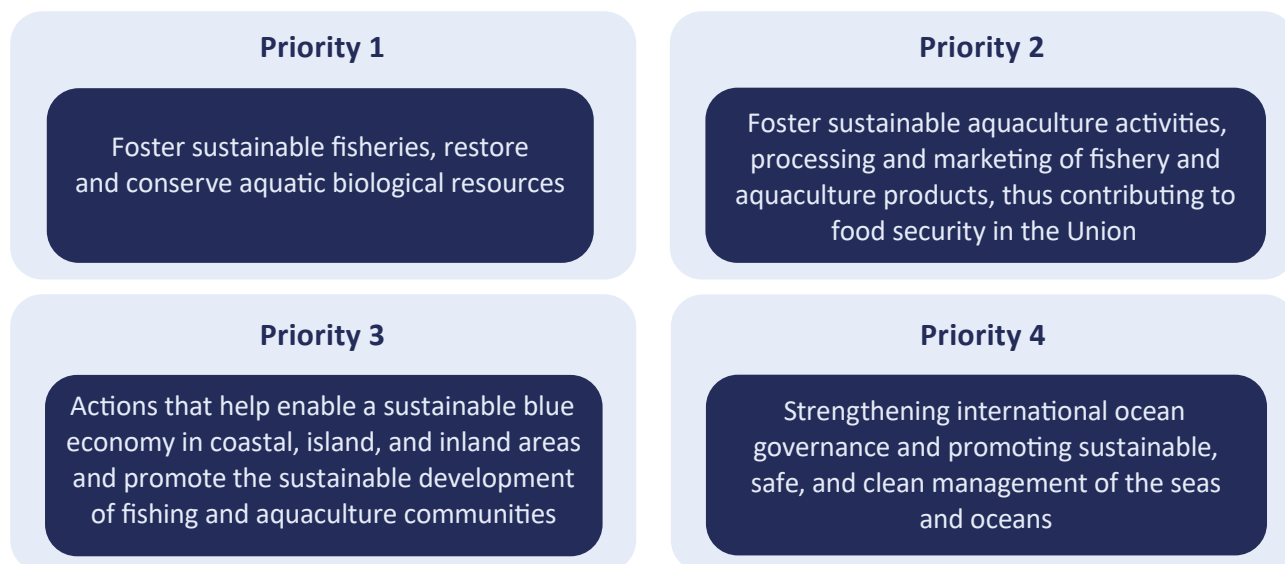 Priority 1
Foster sustainable fisheries, restore
and conserve aquatic biological resources
Priority 2
Foster sustainable aquaculture activities,
processing and marketing of fishery and
aquaculture products, thus contributing to
food security in the Union
Priority 3
Actions that help enable a sustainable blue
economy in coastal, island, and inland areas
and promote the sustainable development
of fishing and aquaculture communities
Priority 4
Strengthening international ocean
governance and promoting sustainable,
safe, and clean management of the seas
and oceans